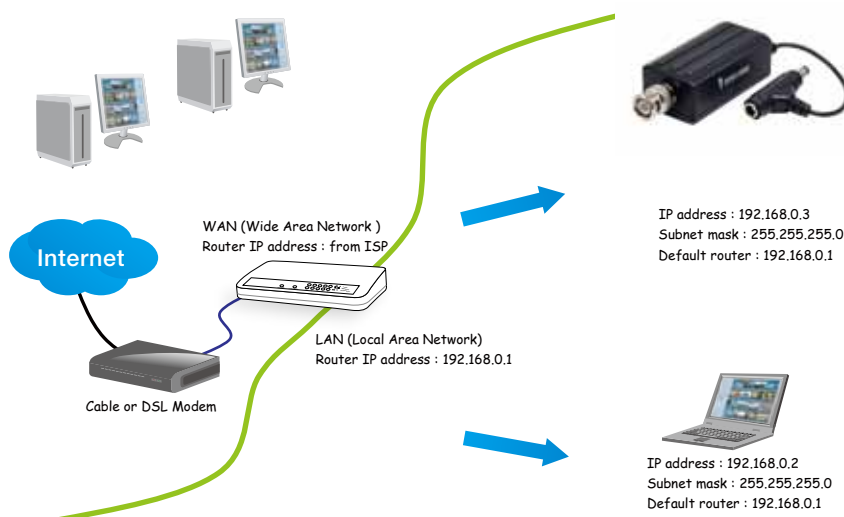 WAN (Wide Area Network )
Router IP address : from ISP
Internet
LAN (Local Area Network)
Router IP address : 192.168.0.1
Cable or DSL Modem
IP address : 192.168.0.3
Subnet mask : 255.255.255.0
Default router : 192.168.0.1
IP address : 192.168.0.2
Subnet mask : 255.255.255.0
Default router : 192.168.0.1